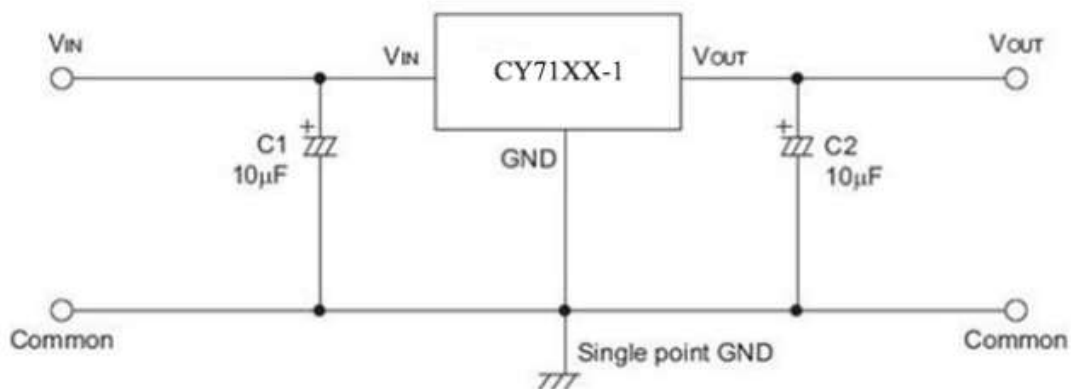 VIN
VIN
CY71XX-1
VOUT
VOUT
+
C1
10μF
GND
+
C2
10μF
Common
Single point GND
Common